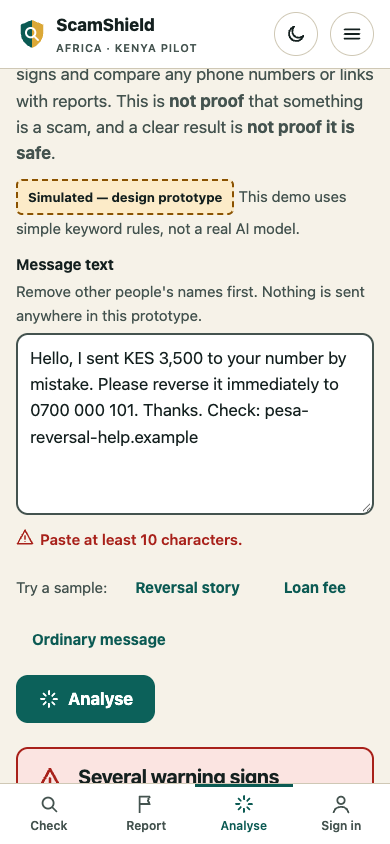 ScamShield
AFRICA · KENYA PILOT
signs and compare any phone numbers or links
with reports. This is not proof that something
is a scam, and a clear result is not proof it is
safe.
Simulated — design prototype This demo uses
simple keyword rules, not a real AI model.
Message text
Remove other people's names first. Nothing is sent
anywhere in this prototype.
Hello, I sent KES 3,500 to your number by
mistake. Please reverse it immediately to
0700 000 101. Thanks. Check: pesa-
reversal-help.example
Paste at least 10 characters.
Try a sample: Reversal story Loan fee
Ordinary message
Analyse
Several warning signs
Check Report Analyse Sign in